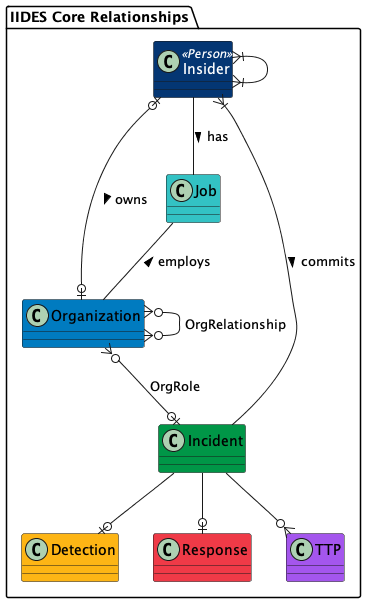 IIDES Core Relationships
C «Person»
Insider
has
C Job
owns
employs
commits
C Organization
OrgRelationship
OrgRole
C Incident
C Detection
C Response
C TTP